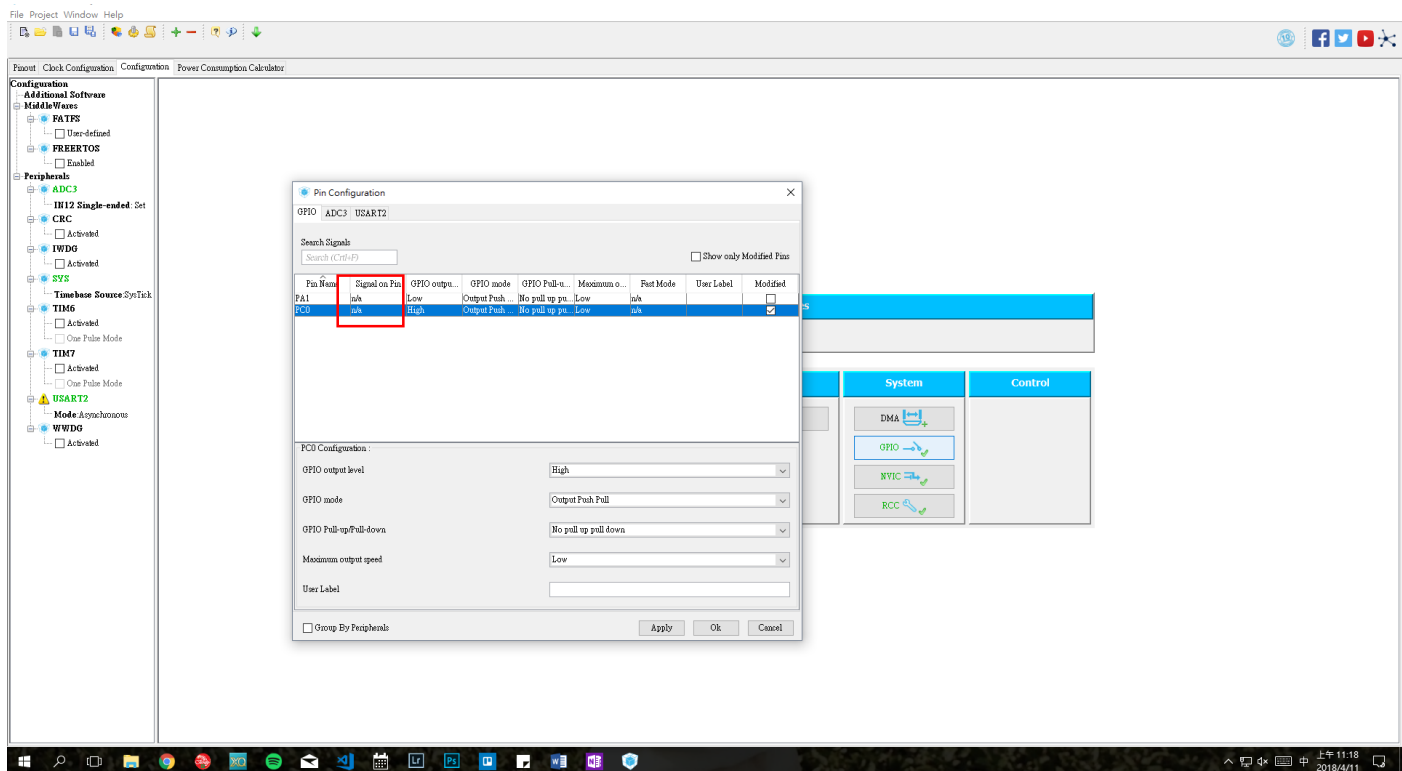 File Project Window Help
Pinout Clock Configuration Configuration Power Consumption Calculator
Configuration
Additional Software
MiddleWares
FATFS
User-defined
FREERTOS
Enabled
Peripherals
ADC3
IN12 Single-ended: Set
CRC
Activated
IWDG
Activated
SYS
Timebase Source:SysTick
TIM6
Activated
One Pulse Mode
TIM7
Activated
One Pulse Mode
USART2
Mode:Asynchronous
WWDG
Activated
Pin Configuration
GPIO ADC3 USART2
Search Signals
Search (Crtl+F)
Show only Modified Pins
Pin Name Signal on Pin GPIO outpu... GPIO mode GPIO Pull-u... Maximum o... Fast Mode User Label Modified
PA1 n/a Low Output Push ... No pull up pu... Low n/a
PC0 n/a High Output Push ... No pull up pu... Low n/a
PC0 Configuration :
GPIO output level High
GPIO mode Output Push Pull
GPIO Pull-up/Pull-down No pull up pull down
Maximum output speed Low
User Label
Group By Peripherals
Apply Ok Cancel
s
System Control
DMA
GPIO
NVIC
RCC
XO
Lr Ps
中
上午 11:18
2018/4/11